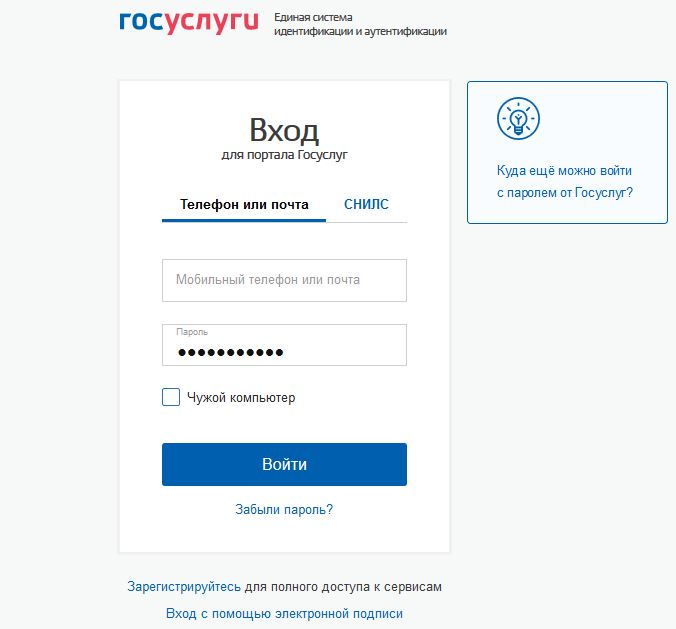 госуслуги
Единая система
идентификации и аутентификации
Вход
для портала Госуслуг
Телефон или почта
СНИЛС
Мобильный телефон или почта
Пароль
•••••••••••
Чужой компьютер
Войти
Забыли пароль?
Куда ещё можно войти
с паролем от Госуслуг?
Зарегистрируйтесь для полного доступа к сервисам
Вход с помощью электронной подписи